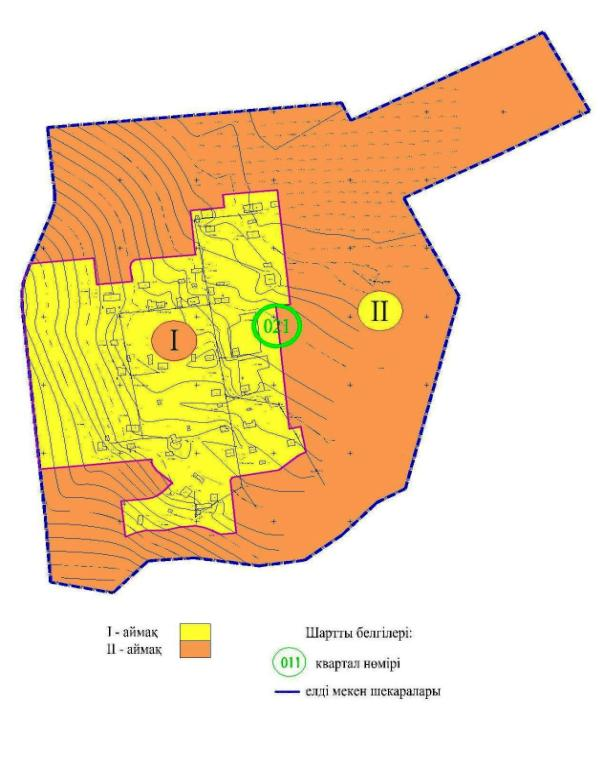 II
021
I
I - аймақ
II - аймақ
Шартты белгілері:
011 квартал нөмірі
елді мекен шекаралары